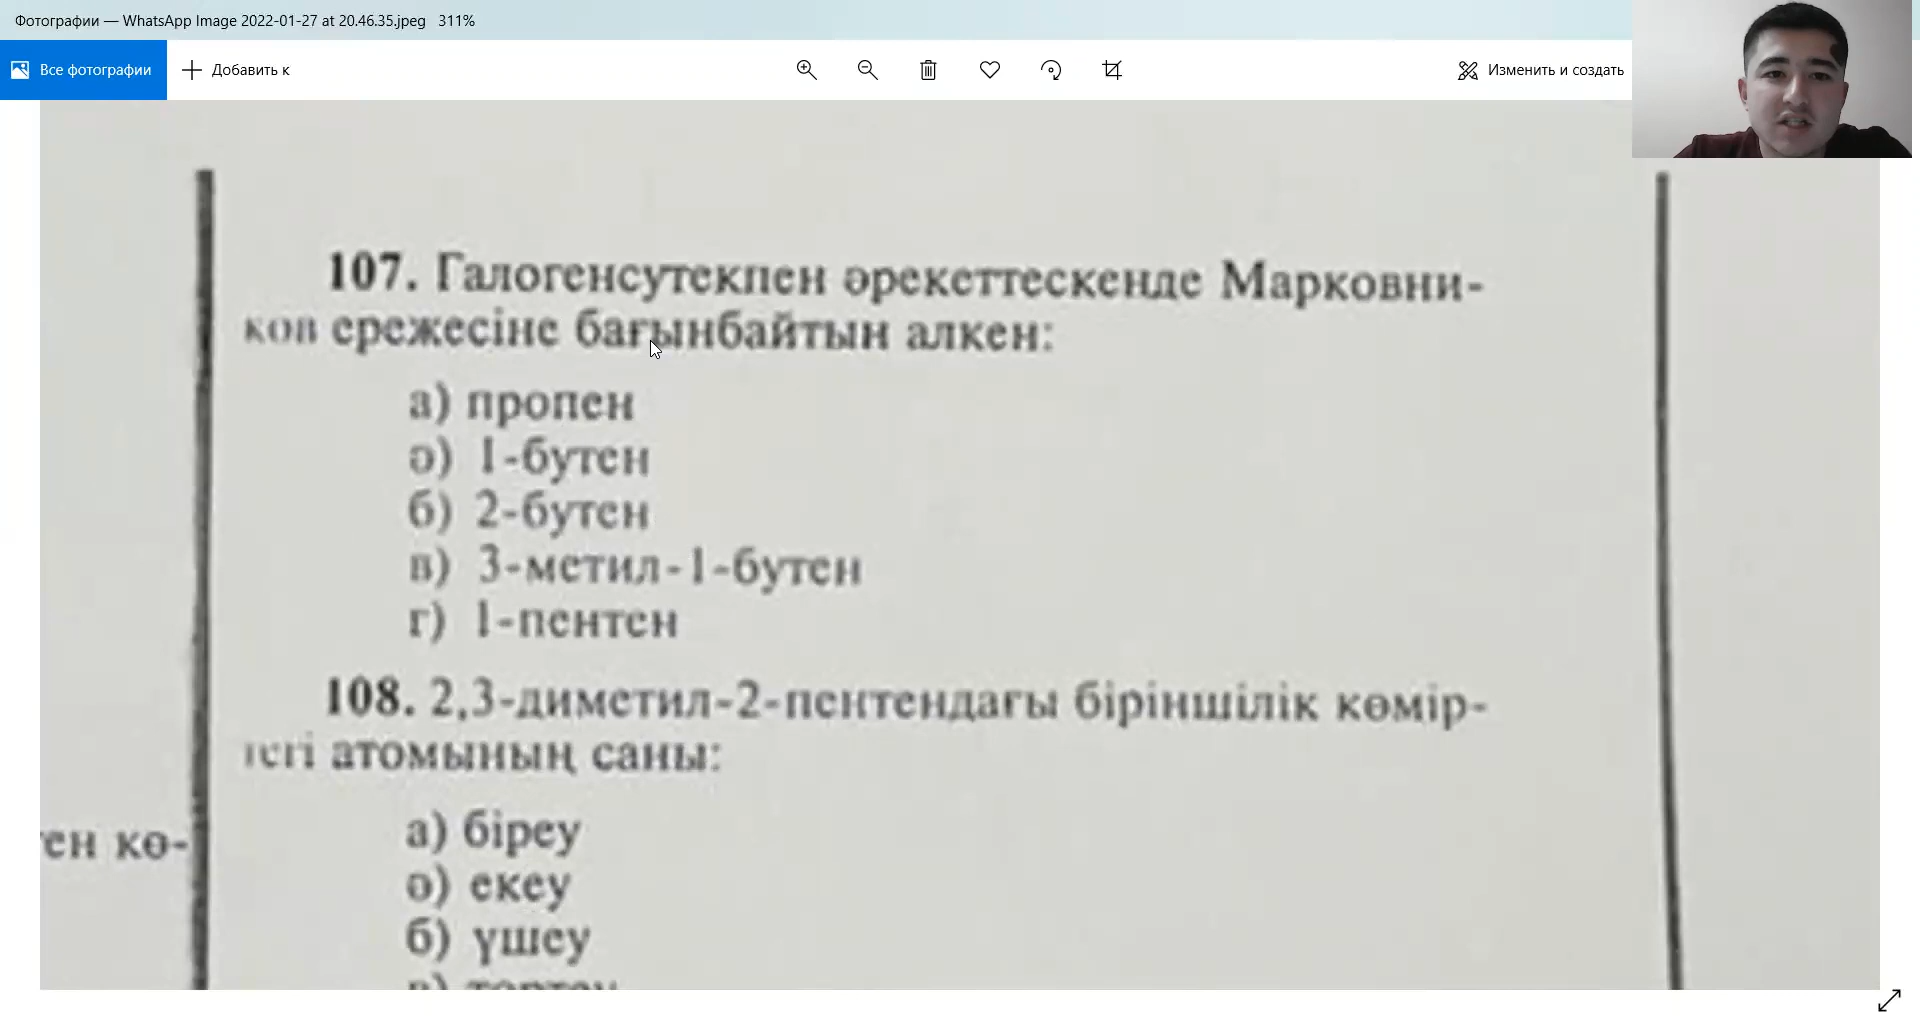 Фотографии — WhatsApp Image 2022-01-27 at 20.46.35.jpeg 311%
Все фотографии
Добавить к
Изменить и создать
107. Галогенсутекпен әрекеттескенде Марковни-
ков ережесіне бағынбайтын алкен:
а) пропен
ә) 1-бутен
б) 2-бутен
в) 3-метил-1-бутен
г) 1-пентен
108. 2,3-диметил-2-пентендағы біріншілік көмір-
тегі атомының саны:
ен кө-
а) біреу
ә) екеу
б) үшеу